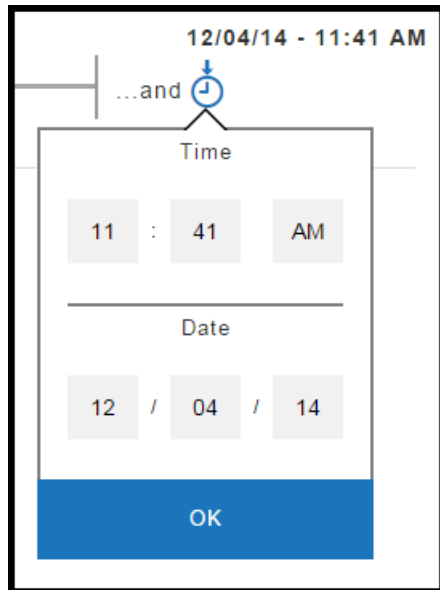 12/04/14 - 11:41 AM
...and
Time
11 : 41 AM
Date
12 / 04 / 14
OK